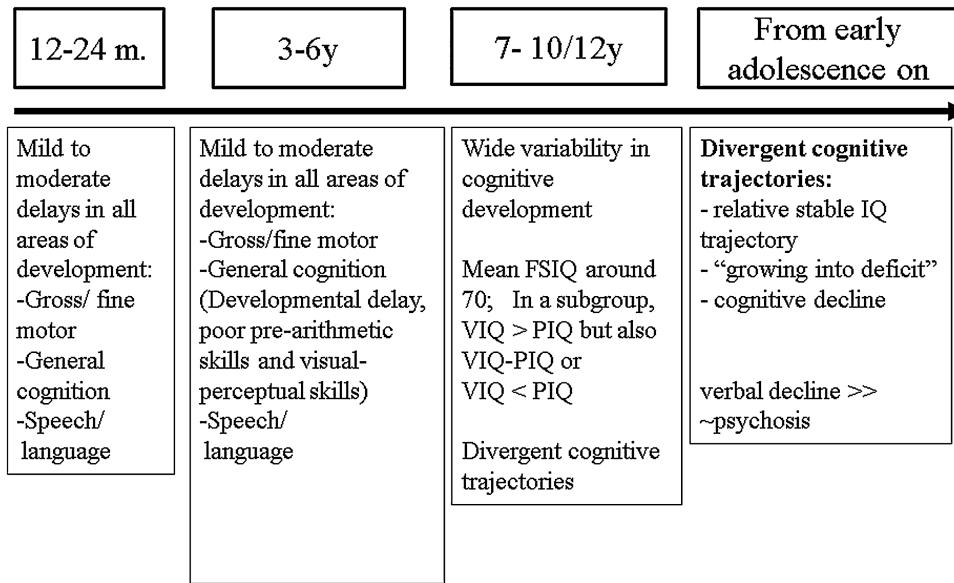 12-24 m.
3-6y
7- 10/12y
From early
adolescence on
Mild to
moderate
delays in all
areas of
development:
-Gross/ fine
motor
-General
cognition
-Speech/
language
Mild to moderate
delays in all areas of
development:
-Gross/fine motor
-General cognition
(Developmental delay,
poor pre-arithmetic
skills and visual-
perceptual skills)
-Speech/
language
Wide variability in
cognitive
development
Mean FSIQ around
70; In a subgroup,
VIQ > PIQ but also
VIQ-PIQ or
VIQ < PIQ
Divergent cognitive
trajectories
Divergent cognitive
trajectories:
- relative stable IQ
trajectory
- “growing into deficit”
- cognitive decline
verbal decline >>
~psychosis